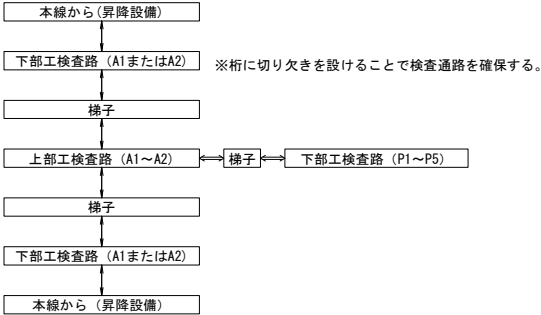 本線から(昇降設備)
下部工検査路(A1またはA2)
※桁に切り欠きを設けることで検査通路を確保する。
梯子
上部工検査路(A1～A2)
梯子
下部工検査路(P1～P5)
梯子
下部工検査路(A1またはA2)
本線から(昇降設備)